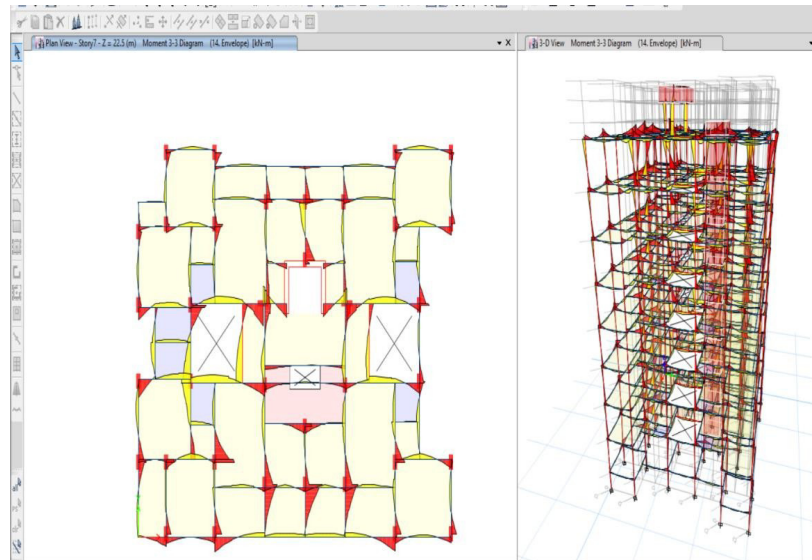 Plan View - Story7 - Z = 22.5 (m) Moment 3-3 Diagram (14. Envelope) [kN-m]
3-D View Moment 3-3 Diagram (14. Envelope) [kN-m]